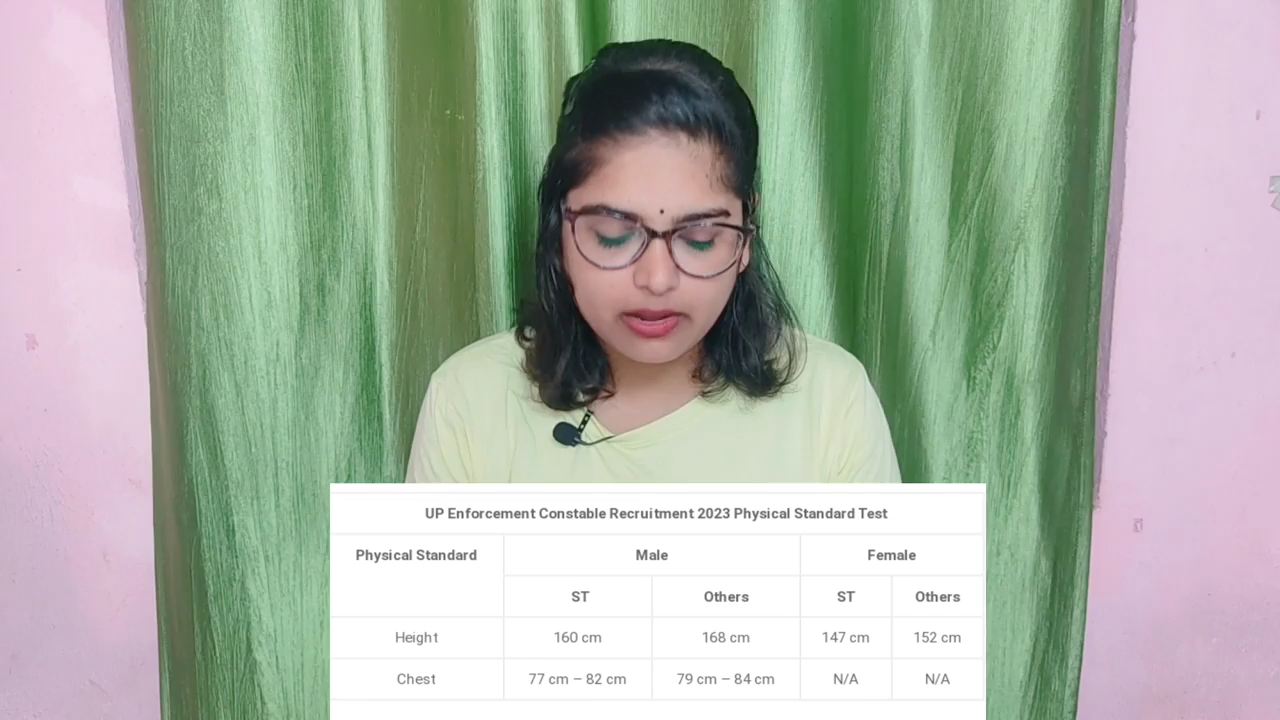 UP Enforcement Constable Recruitment 2023 Physical Standard Test
Physical Standard Male Female
ST Others ST Others
Height 160 cm 168 cm 147 cm 152 cm
Chest 77 cm – 82 cm 79 cm – 84 cm N/A N/A